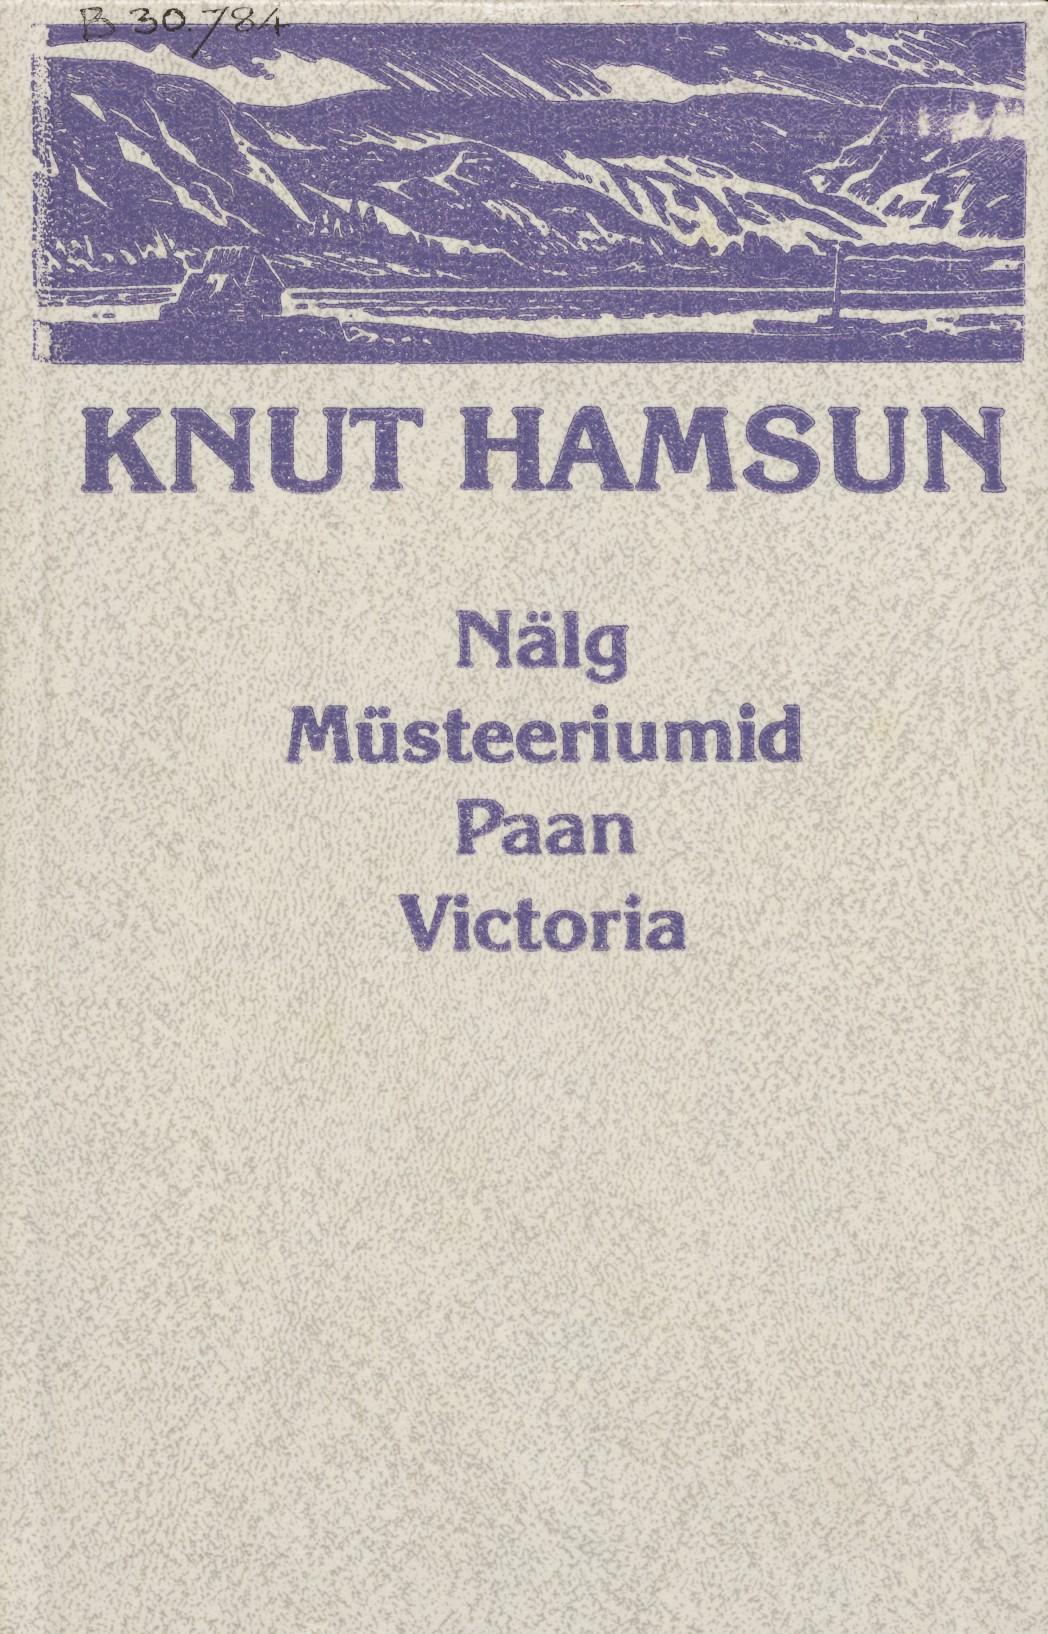 B 30.784
KNUT HAMSUN
Nälg
Müsteeriumid
Paan
Victoria